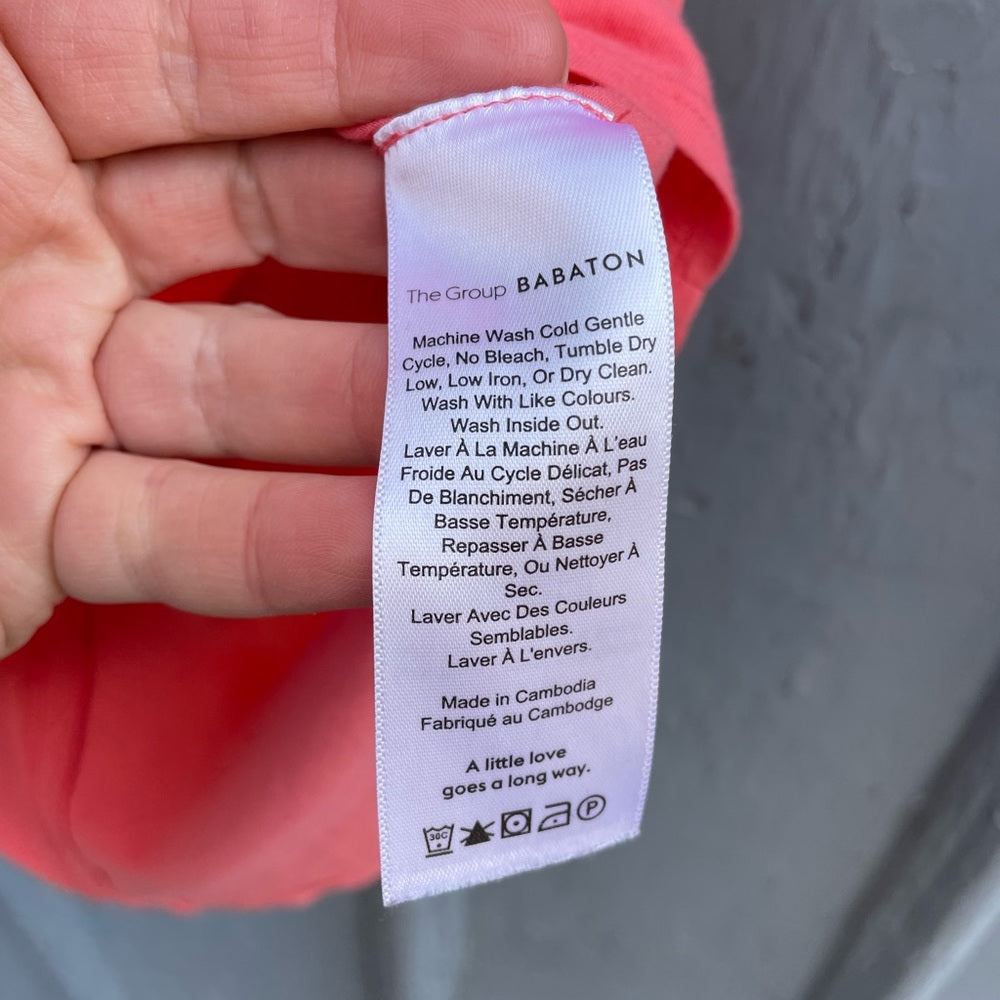 The Group BABATON
Machine Wash Cold Gentle
Cycle, No Bleach, Tumble Dry
Low, Low Iron, Or Dry Clean.
Wash With Like Colours.
Wash Inside Out.
Laver À La Machine À L'eau
Froide Au Cycle Délicat, Pas
De Blanchiment, Sécher À
Basse Température,
Repasser À Basse
Température, Ou Nettoyer À
Sec.
Laver Avec Des Couleurs
Semblables.
Laver À L'envers.
Made in Cambodia
Fabriqué au Cambodge
A little love
goes a long way.
30C P